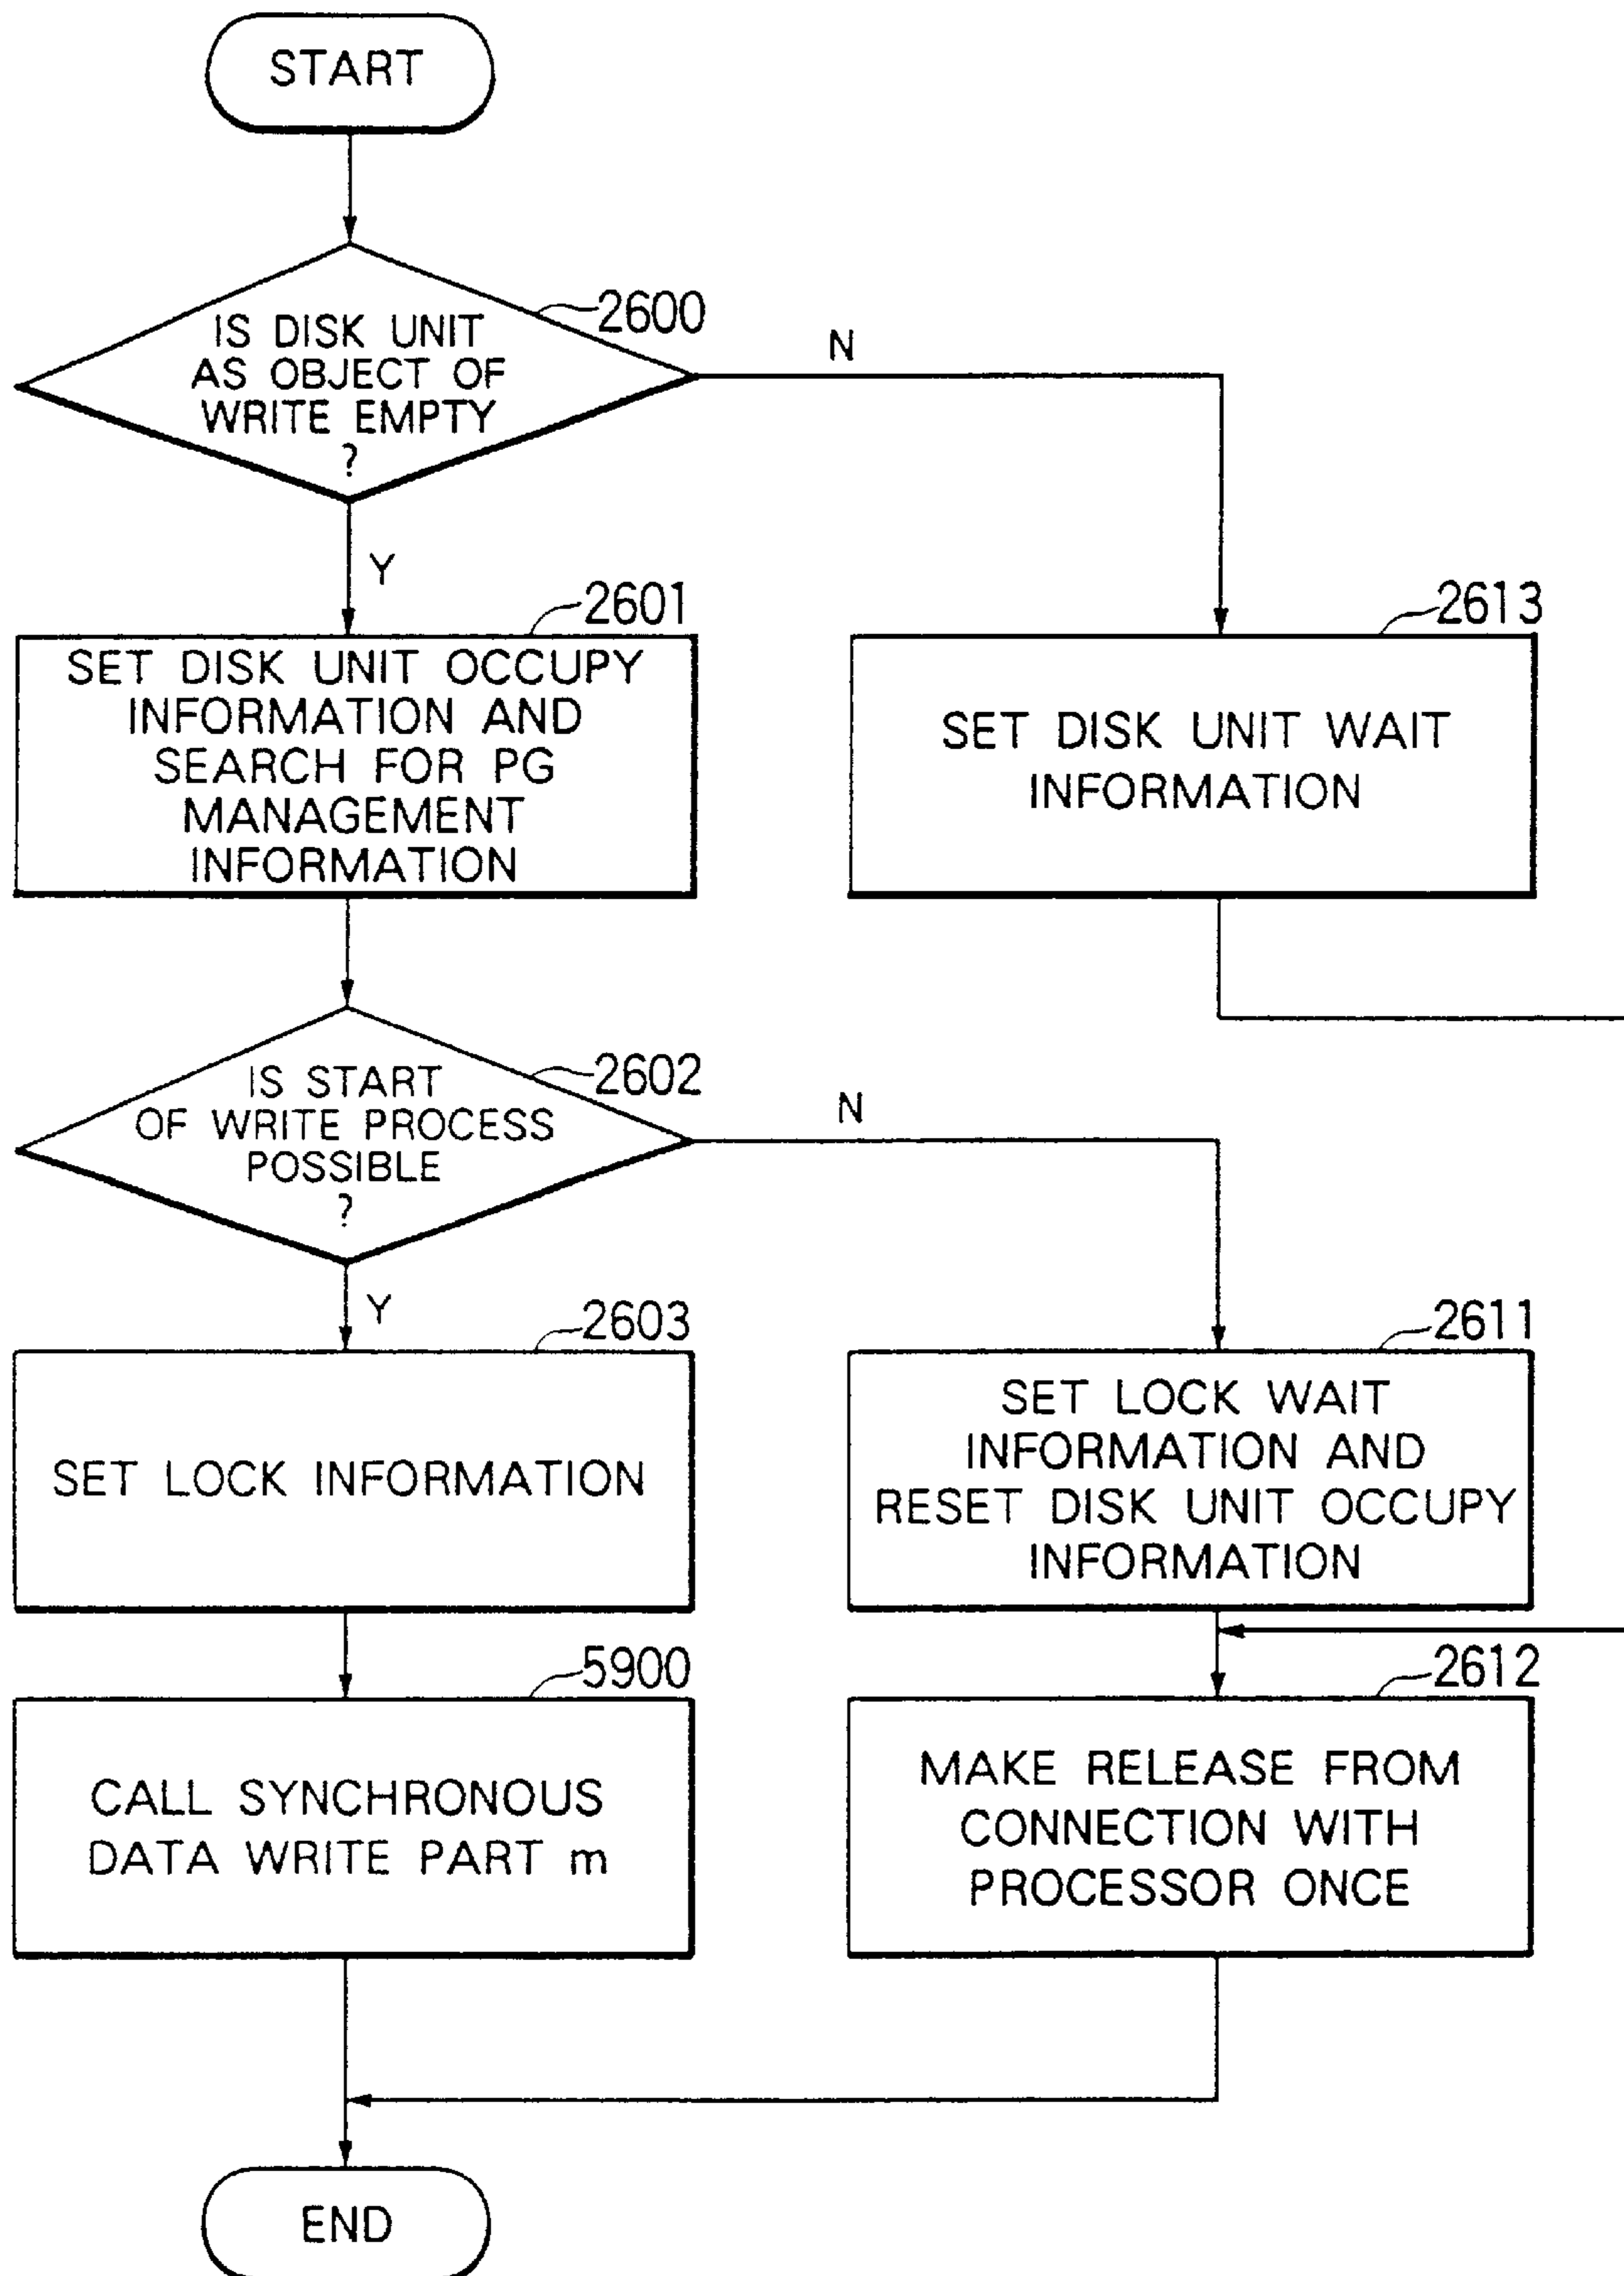 START
2600
IS DISK UNIT
AS OBJECT OF
WRITE EMPTY
?
N
Y
2601
SET DISK UNIT OCCUPY
INFORMATION AND
SEARCH FOR PG
MANAGEMENT
INFORMATION
2613
SET DISK UNIT WAIT
INFORMATION
2602
IS START
OF WRITE PROCESS
POSSIBLE
?
N
Y
2603
SET LOCK INFORMATION
2611
SET LOCK WAIT
INFORMATION AND
RESET DISK UNIT OCCUPY
INFORMATION
5900
CALL SYNCHRONOUS
DATA WRITE PART m
2612
MAKE RELEASE FROM
CONNECTION WITH
PROCESSOR ONCE
END